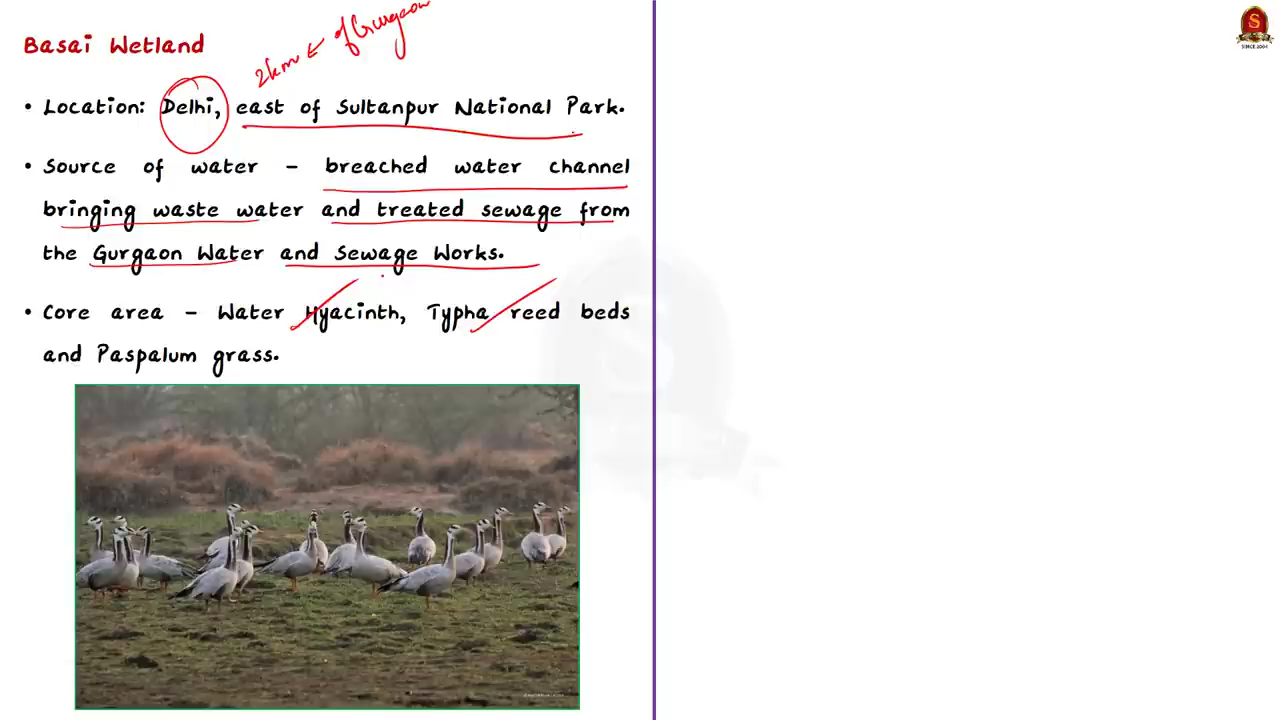 2km ← of Gurgaon
Basai Wetland
• Location: Delhi, east of Sultanpur National Park.
• Source of water - breached water channel
bringing waste water and treated sewage from
the Gurgaon Water and Sewage Works.
• Core area - Water Hyacinth, Typha reed beds
and Paspalum grass.
S
SINCE 2004